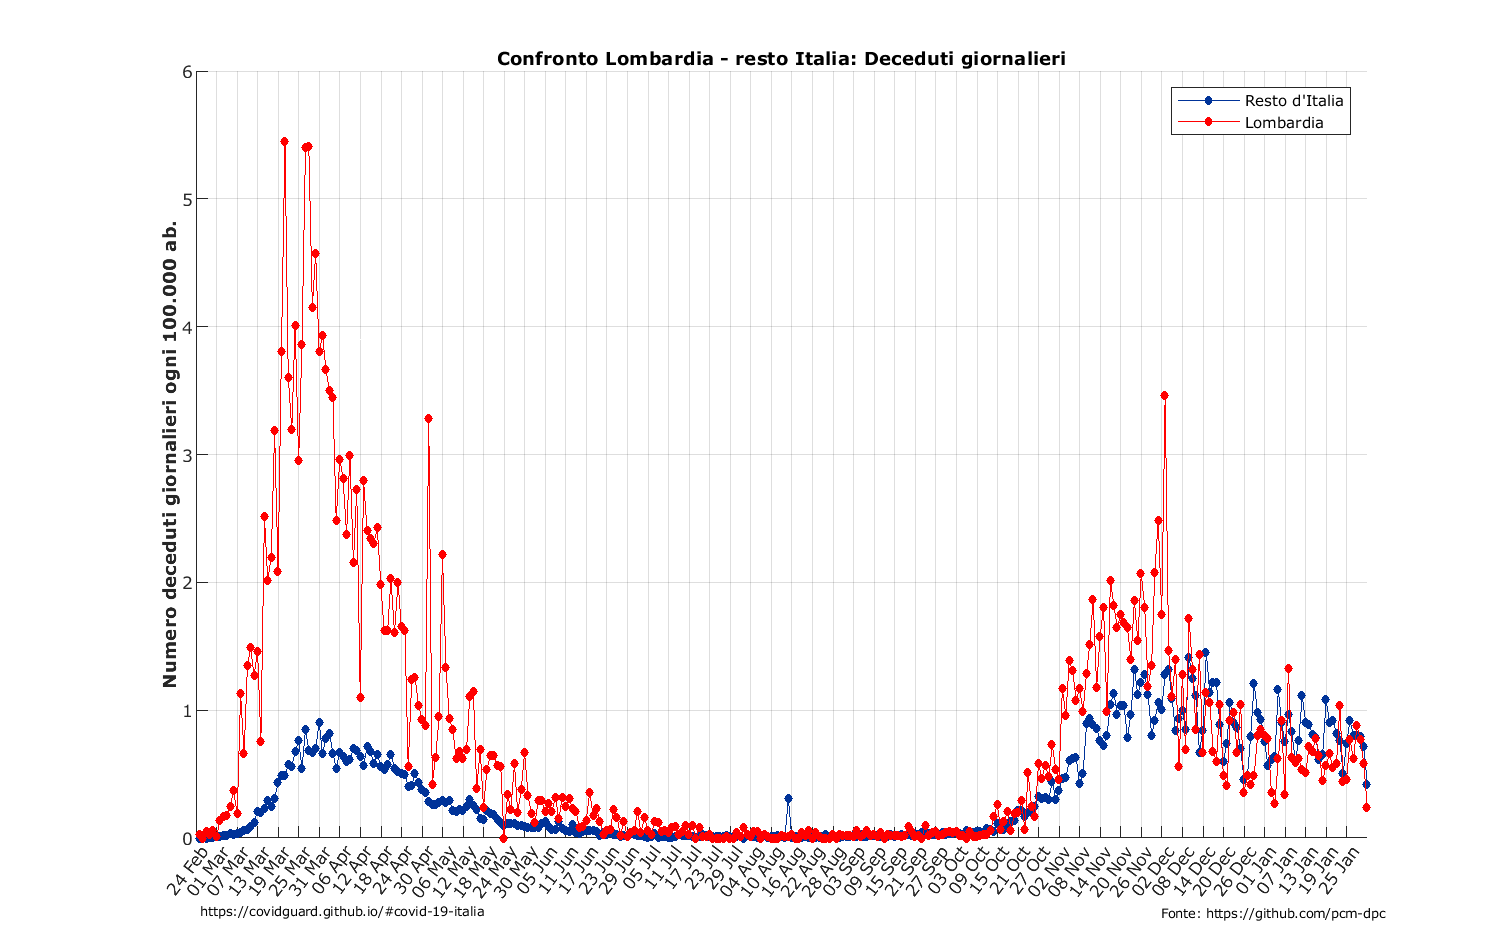 Confronto Lombardia - resto Italia: Deceduti giornalieri
Resto d'Italia
Lombardia
Numero deceduti giornalieri ogni 100.000 ab.
6
5
4
3
2
1
0
24 Feb
01 Mar
07 Mar
13 Mar
19 Mar
25 Mar
31 Mar
06 Apr
12 Apr
18 Apr
24 Apr
30 Apr
06 May
12 May
18 May
24 May
30 May
05 Jun
11 Jun
17 Jun
23 Jun
29 Jun
05 Jul
11 Jul
17 Jul
23 Jul
29 Jul
04 Aug
10 Aug
16 Aug
22 Aug
28 Aug
03 Sep
09 Sep
15 Sep
21 Sep
27 Sep
03 Oct
09 Oct
15 Oct
21 Oct
27 Oct
02 Nov
08 Nov
14 Nov
20 Nov
26 Nov
02 Dec
08 Dec
14 Dec
20 Dec
26 Dec
01 Jan
07 Jan
13 Jan
19 Jan
25 Jan
https://covidguard.github.io/#covid-19-italia
Fonte: https://github.com/pcm-dpc